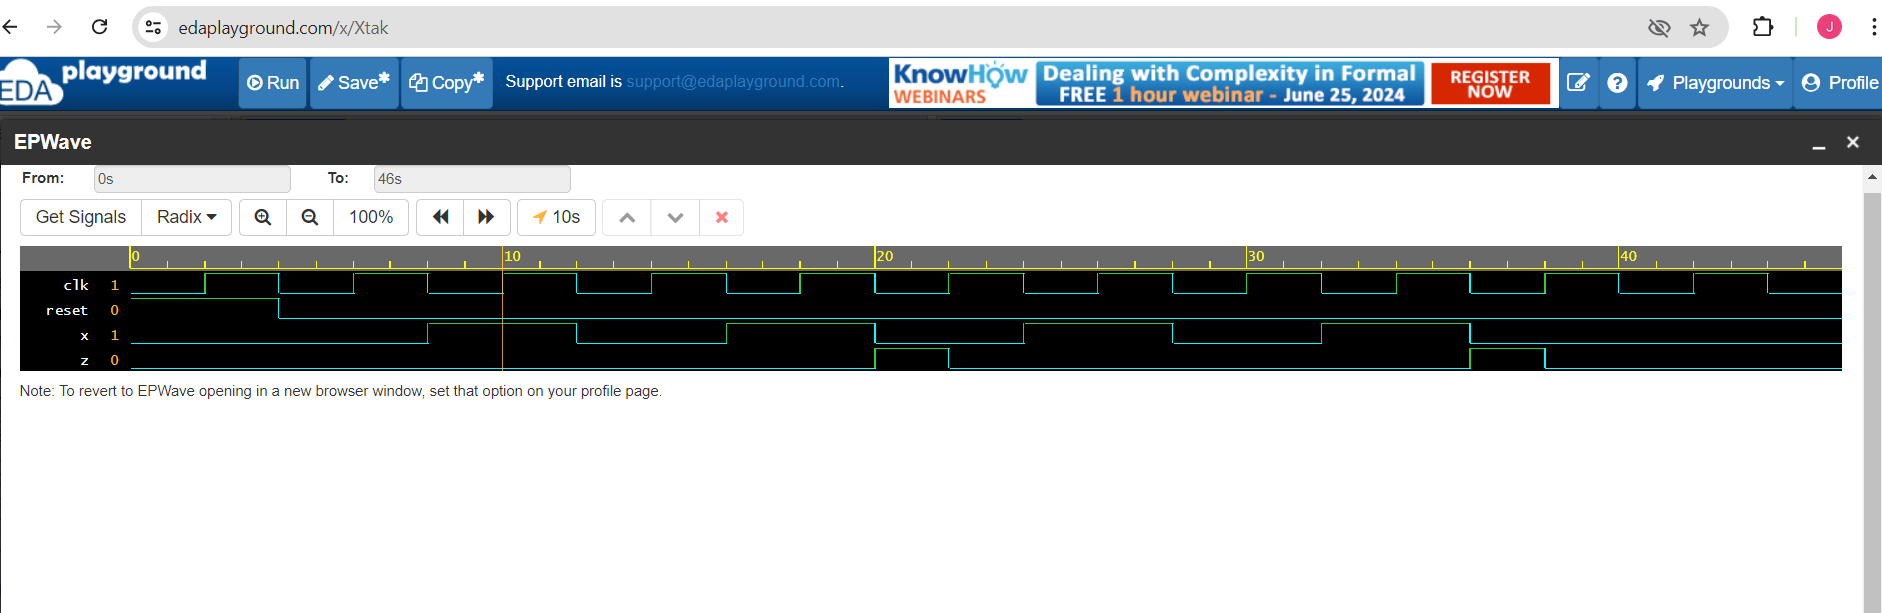 edaplayground.com/x/Xtak
J
EDA playground
Run
Save*
Copy*
Support email is support@edaplayground.com.
KnowHow WEBINARS
Dealing with Complexity in Formal
FREE 1 hour webinar - June 25, 2024
REGISTER NOW
Playgrounds
Profile
EPWave
From: 0s To: 46s
Get Signals Radix 100% 10s
0 10 20 30 40
clk 1
reset 0
x 1
z 0
Note: To revert to EPWave opening in a new browser window, set that option on your profile page.